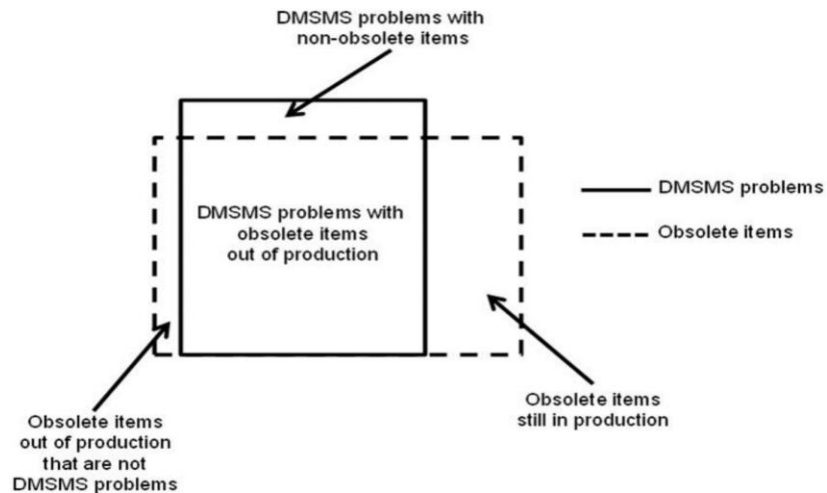 DMSMS problems with
non-obsolete items
DMSMS problems with
obsolete items
out of production
DMSMS problems
Obsolete items
Obsolete items
still in production
Obsolete items
out of production
that are not
DMSMS problems